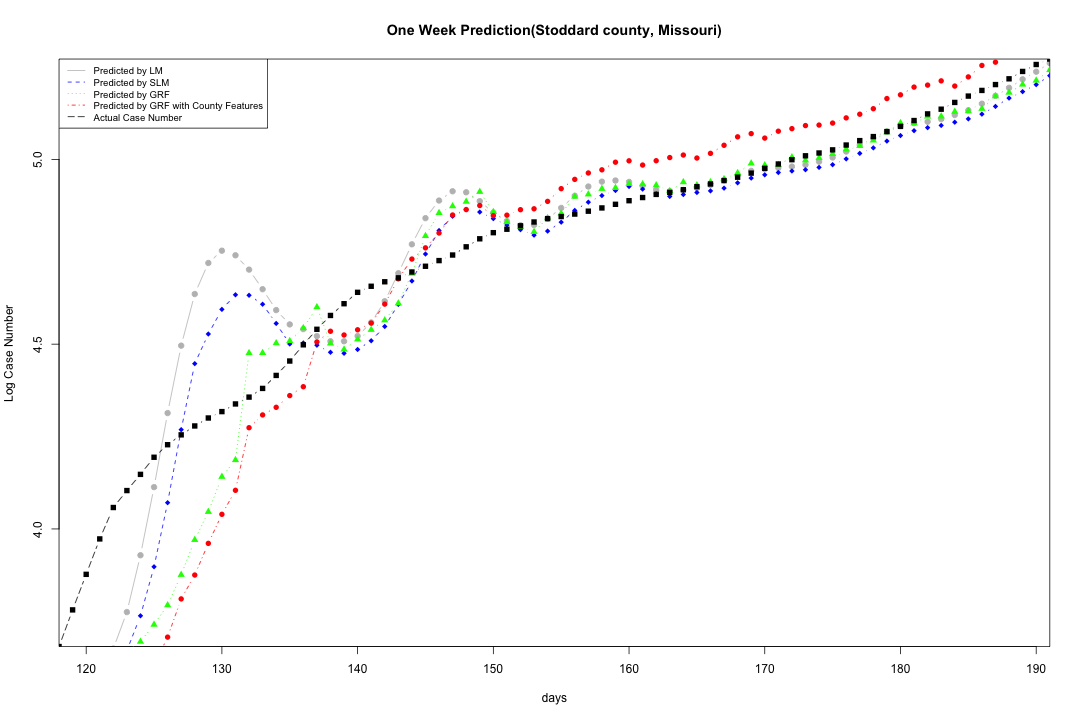 One Week Prediction(Stoddard county, Missouri)
Predicted by LM
Predicted by SLM
Predicted by GRF
Predicted by GRF with County Features
Actual Case Number
Log Case Number
5.0
4.5
4.0
120 130 140 150 160 170 180 190
days